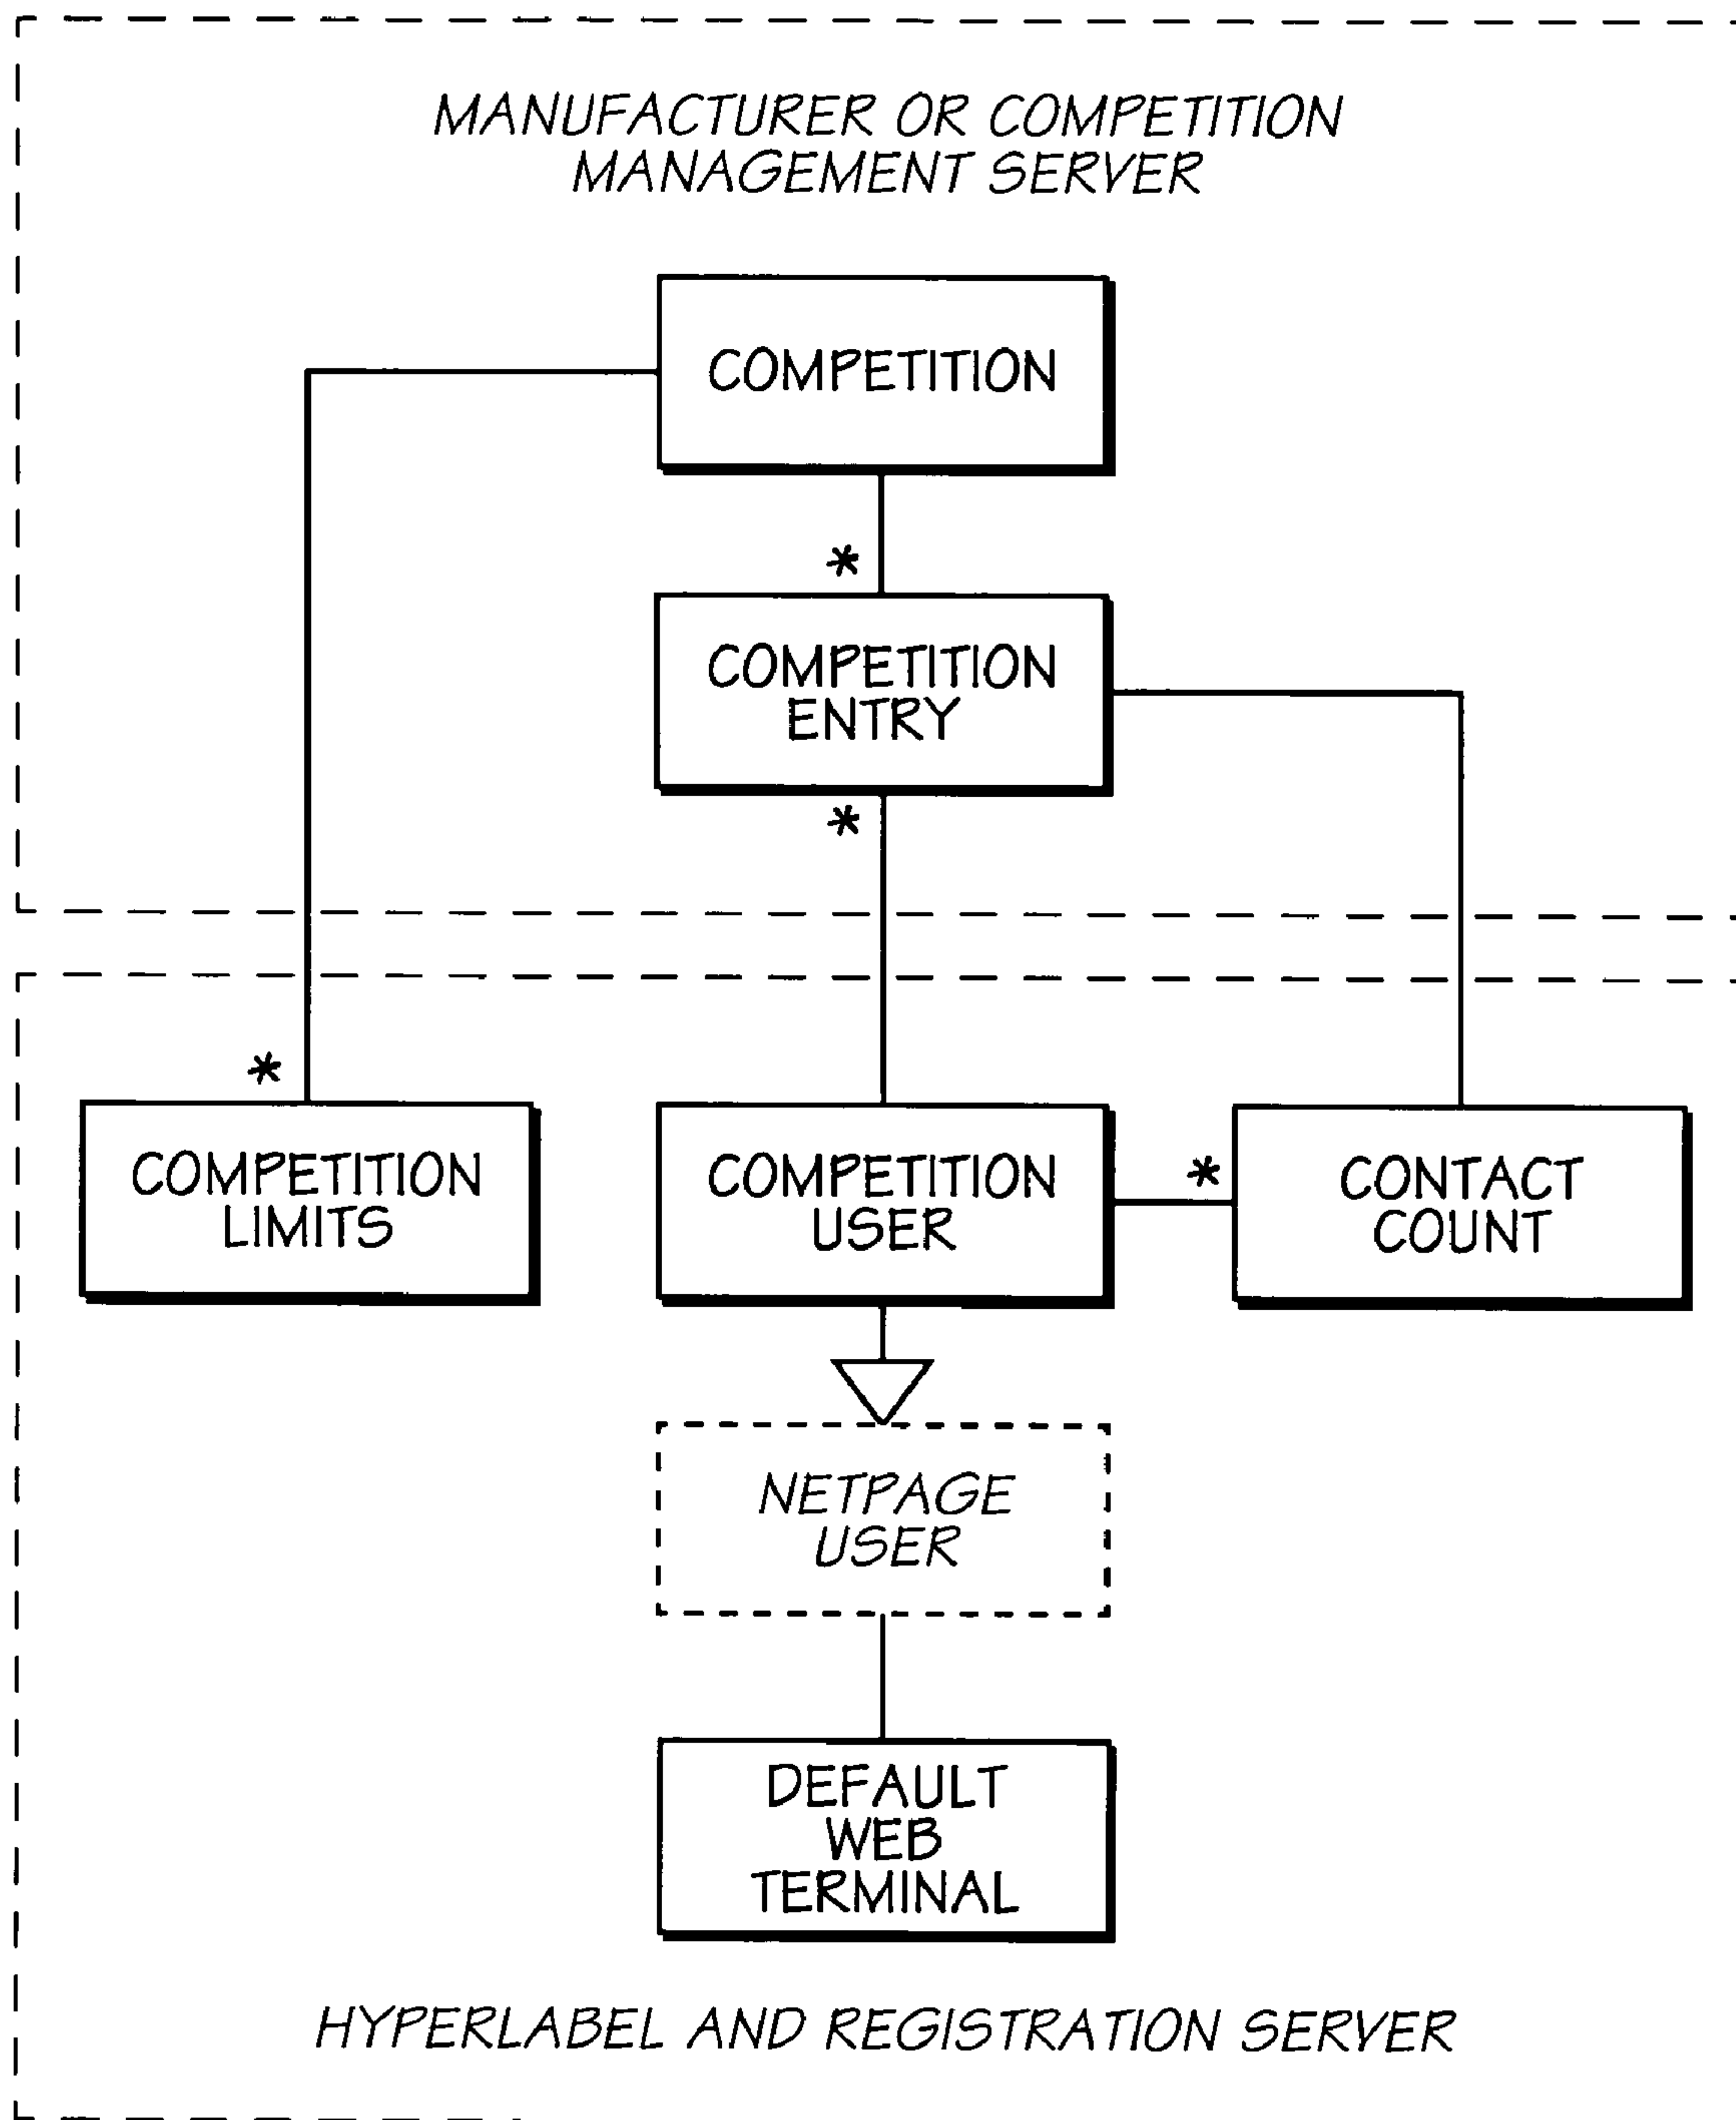 MANUFACTURER OR COMPETITION
MANAGEMENT SERVER
COMPETITION
*
COMPETITION
ENTRY
*
*
COMPETITION
LIMITS
COMPETITION
USER
*
CONTACT
COUNT
NETPAGE
USER
DEFAULT
WEB
TERMINAL
HYPERLABEL AND REGISTRATION SERVER